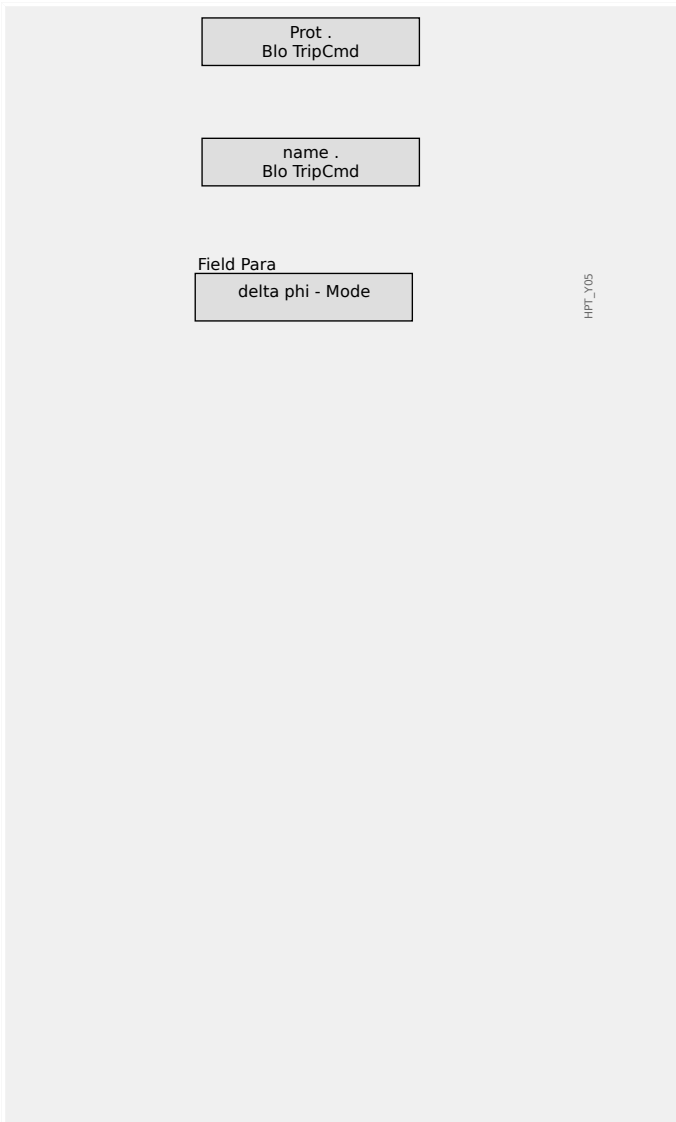 Prot .
Blo TripCmd
name .
Blo TripCmd
Field Para
delta phi - Mode
HPT_Y05